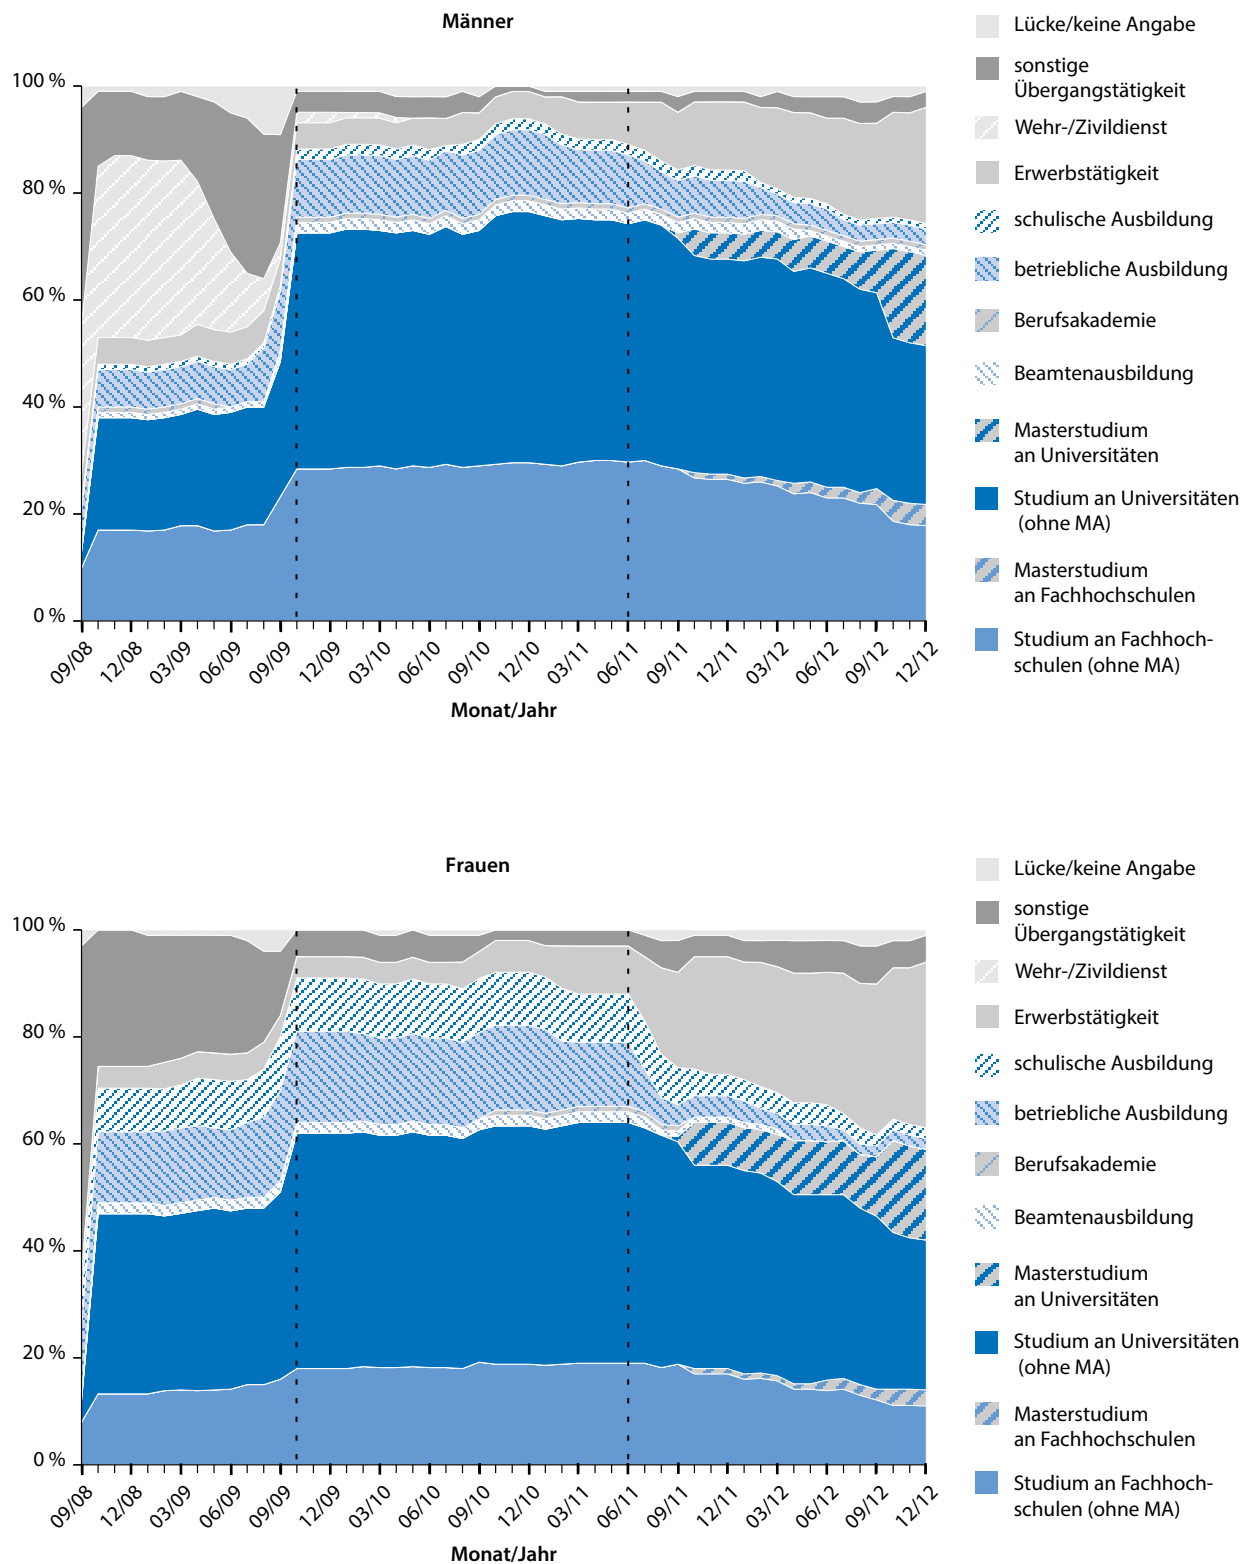 Männer
100 %
80 %
60 %
40 %
20 %
0 %
09/08
12/08
03/09
06/09
09/09
12/09
03/10
06/10
09/10
12/10
03/11
06/11
09/11
12/11
03/12
06/12
09/12
12/12
Monat/Jahr
Lücke/keine Angabe
sonstige
Übergangstätigkeit
Wehr-/Zivildienst
Erwerbstätigkeit
schulische Ausbildung
betriebliche Ausbildung
Berufsakademie
Beamtenausbildung
Masterstudium
an Universitäten
Studium an Universitäten
(ohne MA)
Masterstudium
an Fachhochschulen
Studium an Fachhoch-
schulen (ohne MA)
Frauen
100 %
80 %
60 %
40 %
20 %
0 %
09/08
12/08
03/09
06/09
09/09
12/09
03/10
06/10
09/10
12/10
03/11
06/11
09/11
12/11
03/12
06/12
09/12
12/12
Monat/Jahr
Lücke/keine Angabe
sonstige
Übergangstätigkeit
Wehr-/Zivildienst
Erwerbstätigkeit
schulische Ausbildung
betriebliche Ausbildung
Berufsakademie
Beamtenausbildung
Masterstudium
an Universitäten
Studium an Universitäten
(ohne MA)
Masterstudium
an Fachhochschulen
Studium an Fachhoch-
schulen (ohne MA)